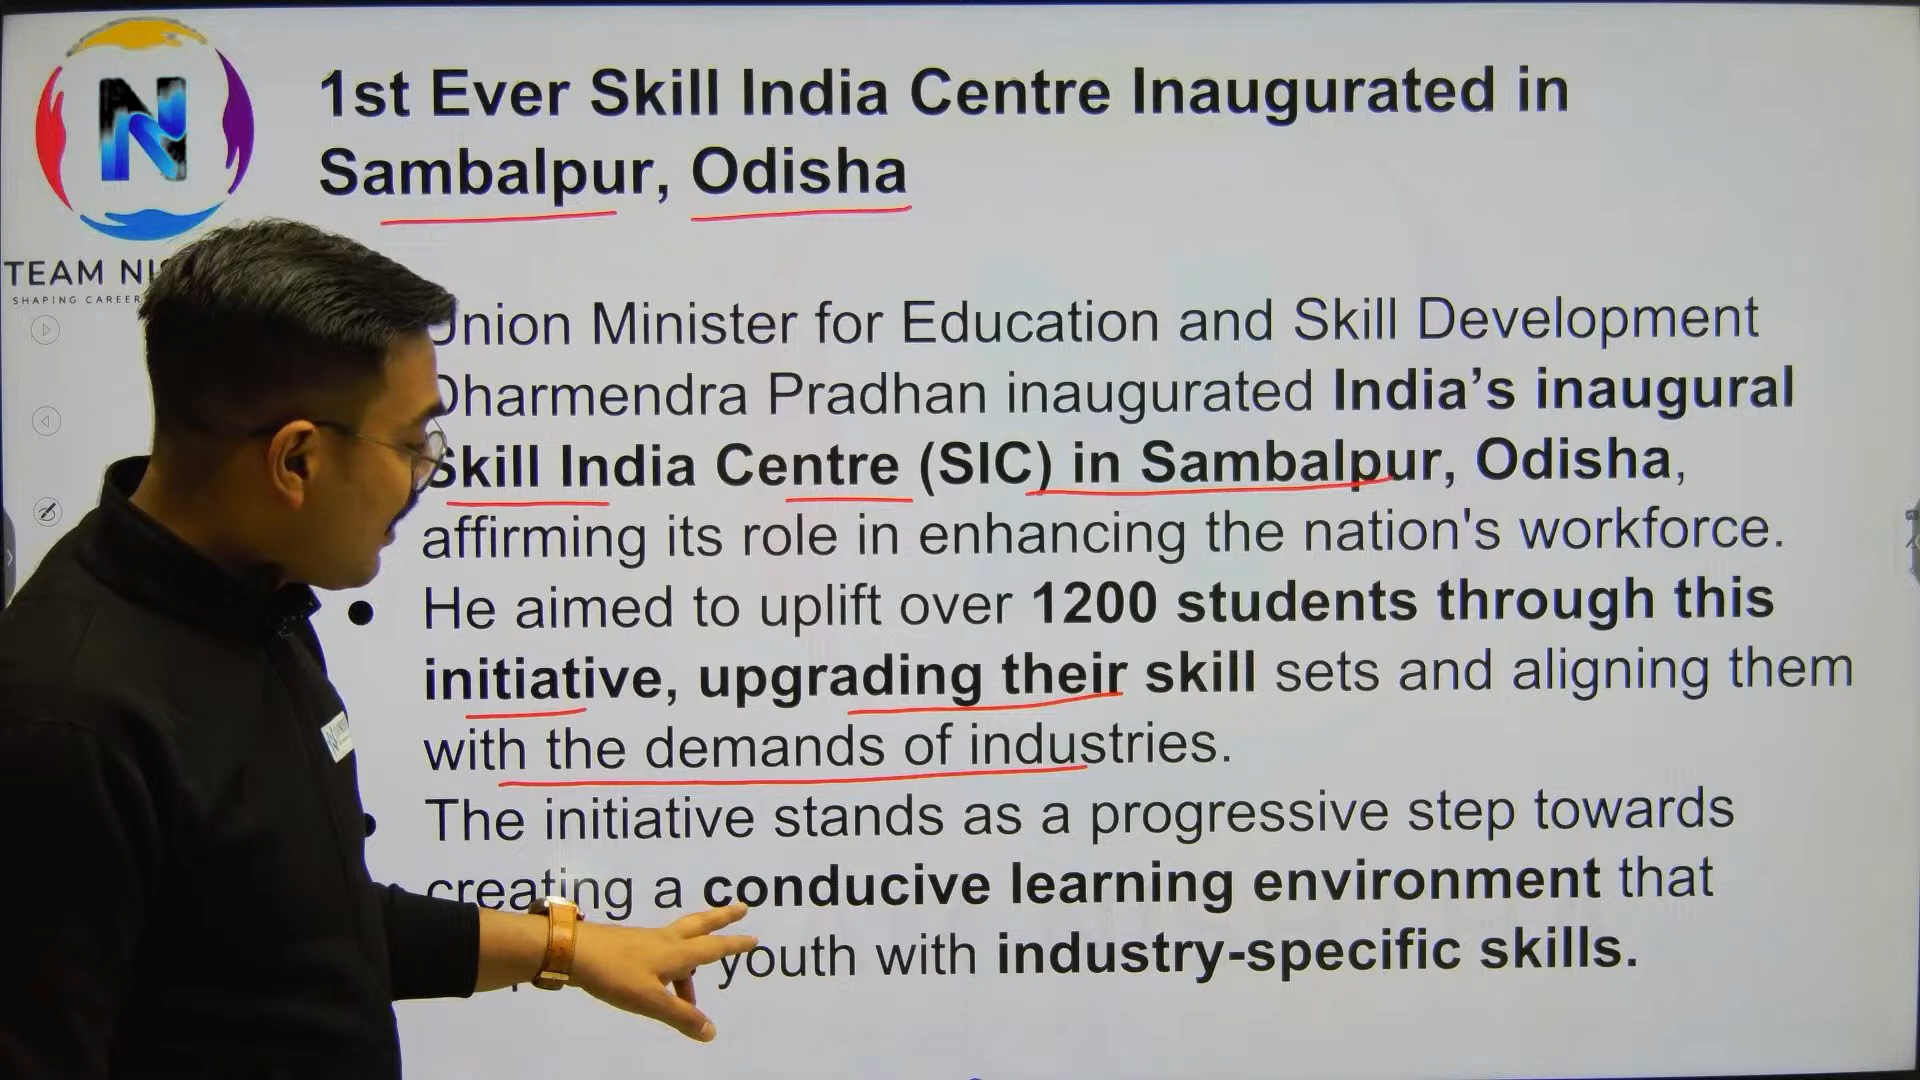 1st Ever Skill India Centre Inaugurated in
Sambalpur, Odisha
N
TEAM
SHAPING CAREER
Union Minister for Education and Skill Development
Dharmendra Pradhan inaugurated India’s inaugural
Skill India Centre (SIC) in Sambalpur, Odisha,
affirming its role in enhancing the nation's workforce.
• He aimed to uplift over 1200 students through this
initiative, upgrading their skill sets and aligning them
with the demands of industries.
• The initiative stands as a progressive step towards
creating a conducive learning environment that
youth with industry-specific skills.